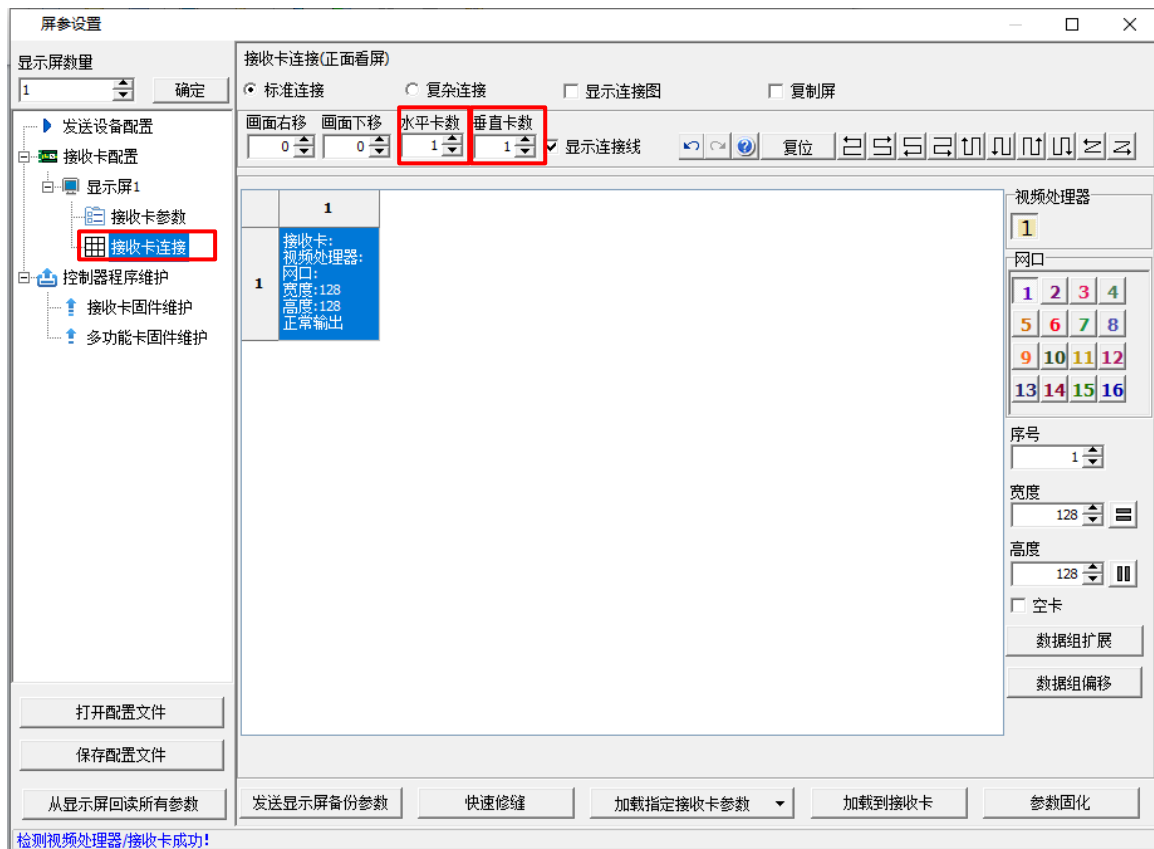 屏参设置
显示屏数量
1
确定
发送设备配置
接收卡配置
显示屏1
接收卡参数
接收卡连接
控制器程序维护
接收卡固件维护
多功能卡固件维护
打开配置文件
保存配置文件
从显示屏回读所有参数
接收卡连接(正面看屏)
标准连接 复杂连接 显示连接图 复制屏
画面右移 画面下移 水平卡数 垂直卡数
0 0 1 1 显示连接线 复位
1
1
接收卡:
视频处理器:
网口:
宽度:128
高度:128
正常输出
视频处理器
1
网口
1 2 3 4
5 6 7 8
9 10 11 12
13 14 15 16
序号
1
宽度
128
高度
128
空卡
数据组扩展
数据组偏移
发送显示屏备份参数 快速修缝 加载指定接收卡参数 加载到接收卡 参数固化
检测视频处理器/接收卡成功!